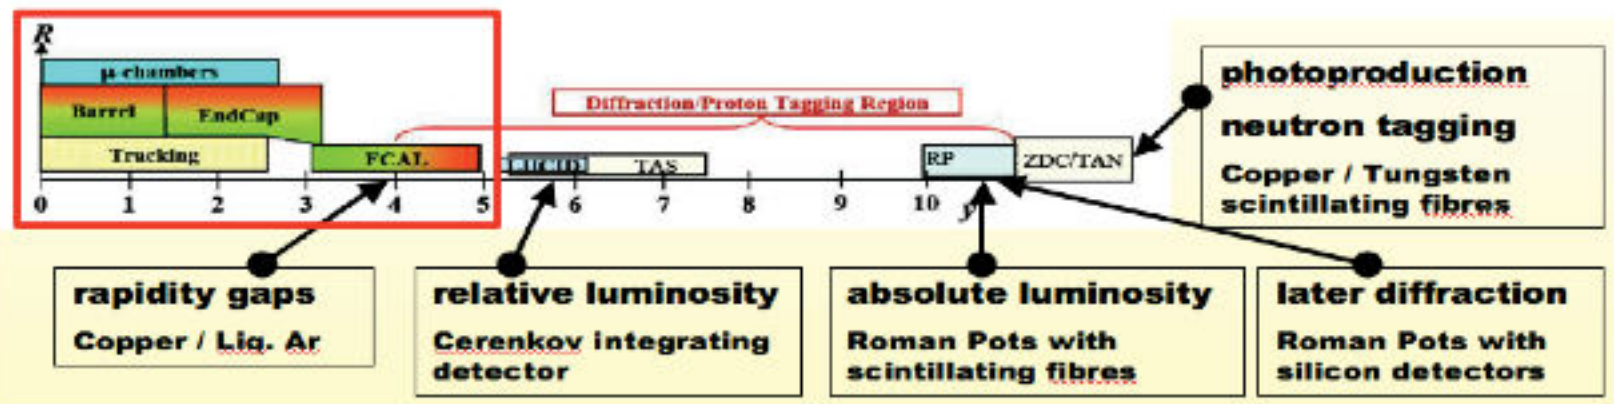 R
μ-chambers
Barrel
EndCap
Tracking
FCAL
0 1 2 3 4 5 6 7 8 9 10 y
Diffraction/Proton Tagging Region
TAS
RP
ZDC/TAN
photoproduction
neutron tagging
Copper / Tungsten
scintillating fibres
rapidity gaps
Copper / Liq. Ar
relative luminosity
Cerenkov integrating
detector
absolute luminosity
Roman Pots with
scintillating fibres
later diffraction
Roman Pots with
silicon detectors